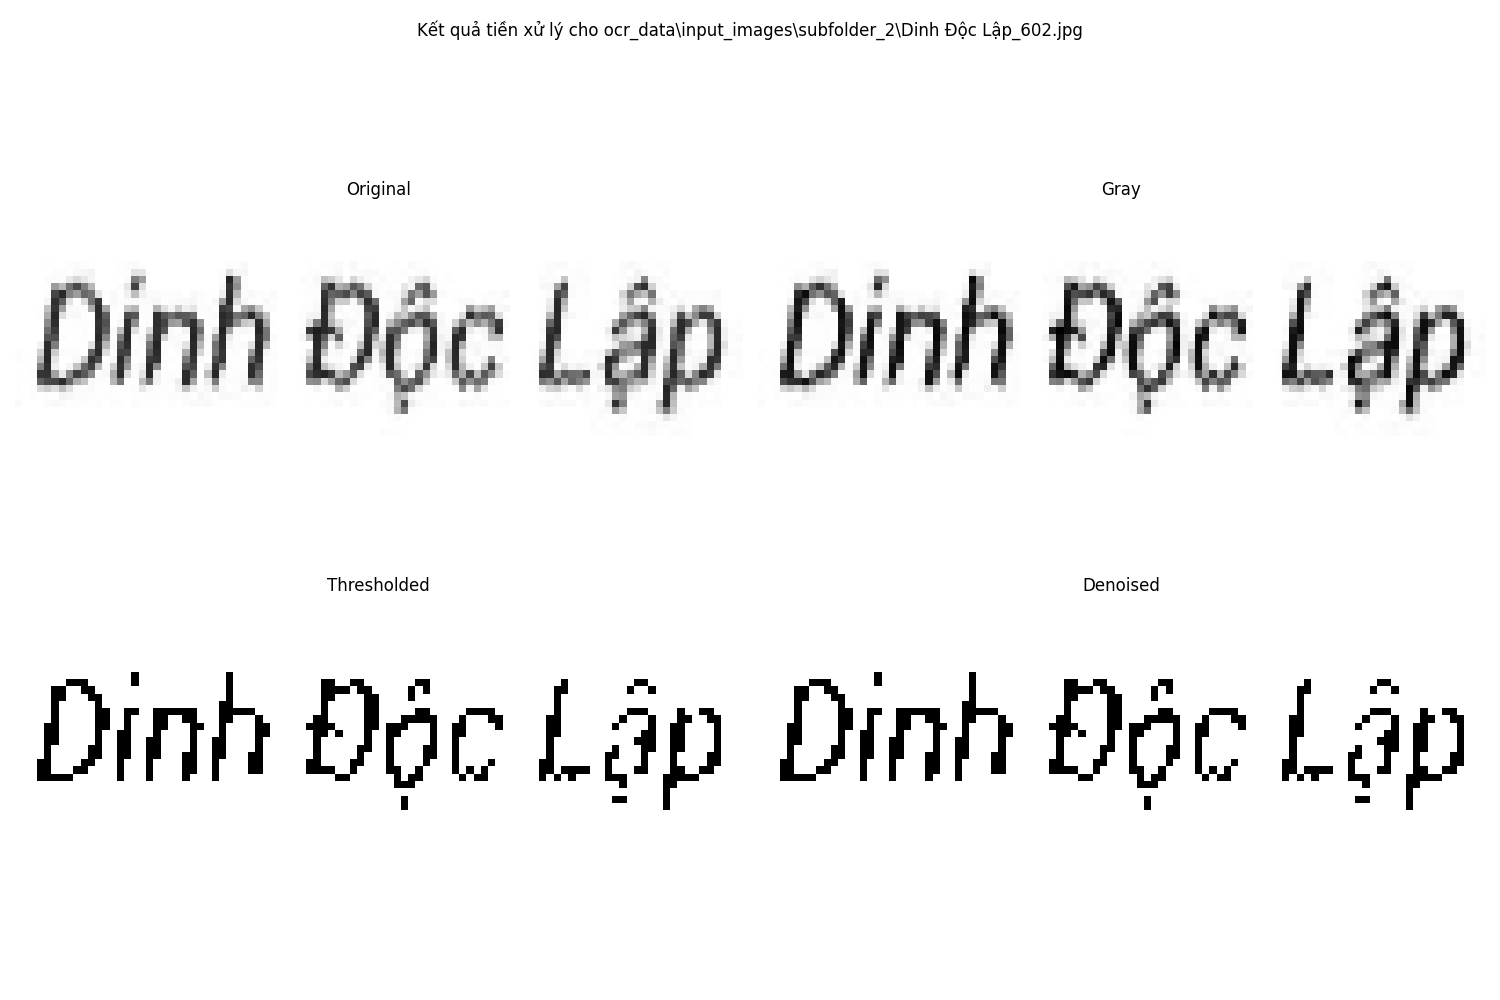 Kết quả tiền xử lý cho ocr_data\input_images\subfolder_2\Dinh Độc Lập_602.jpg
Original
Gray
Dinh Độc Lập
Dinh Độc Lập
Thresholded
Denoised
Dinh Độc Lập
Dinh Độc Lập